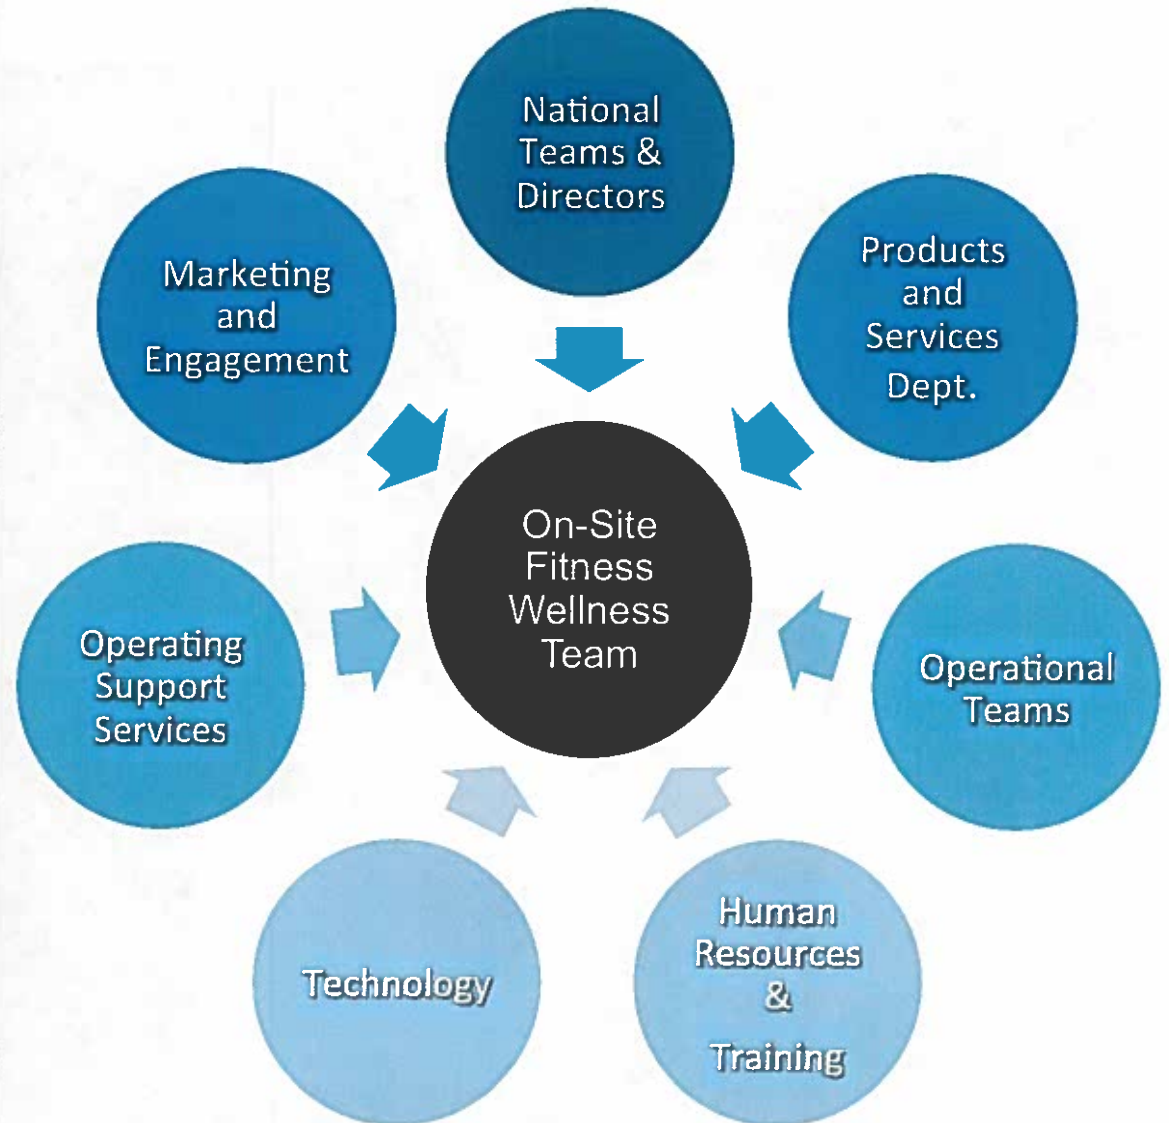 National
Teams &
Directors
Marketing
and
Engagement
Products
and
Services
Dept.
On-Site
Fitness
Wellness
Team
Operating
Support
Services
Operational
Teams
Technology
Human
Resources
&
Training